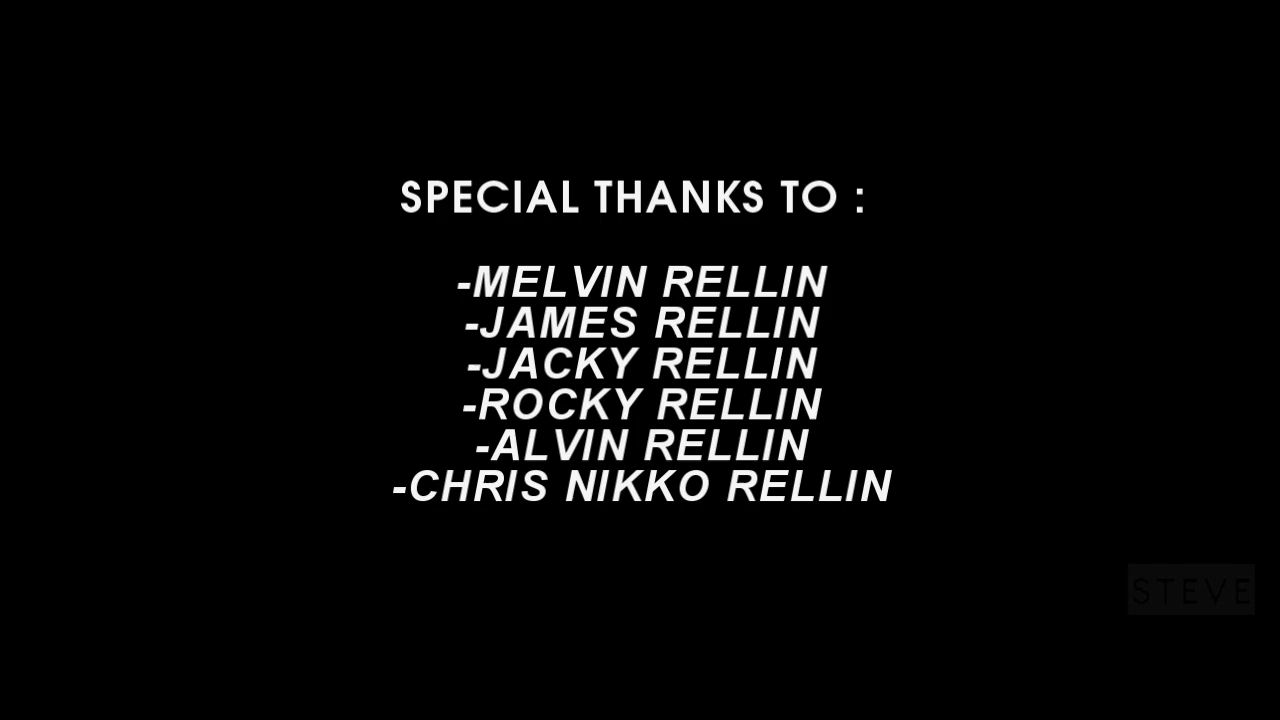 SPECIAL THANKS TO :
-MELVIN RELLIN
-JAMES RELLIN
-JACKY RELLIN
-ROCKY RELLIN
-ALVIN RELLIN
-CHRIS NIKKO RELLIN
STEVE